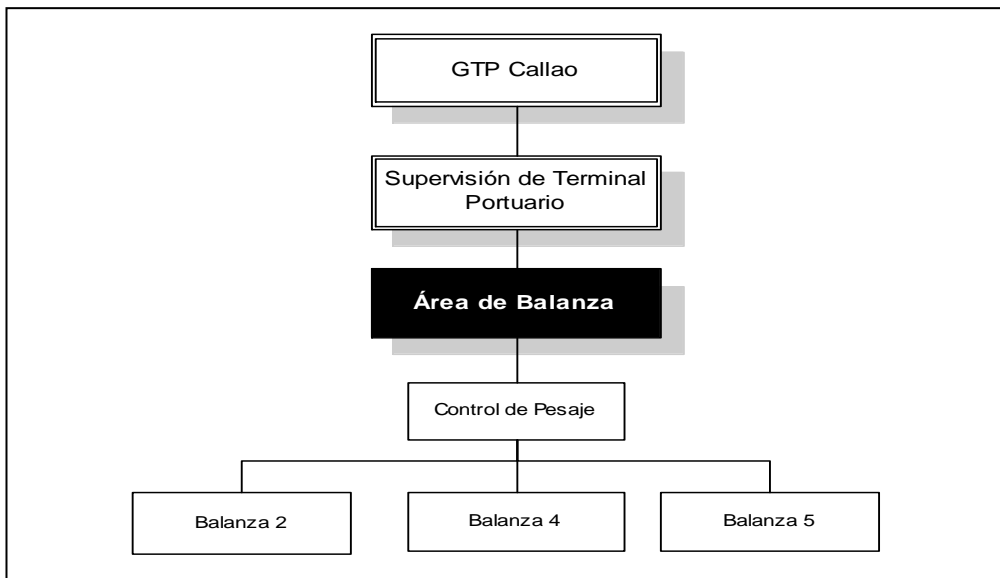 GTP Callao
Supervisión de Terminal
Portuario
Área de Balanza
Control de Pesaje
Balanza 2
Balanza 4
Balanza 5